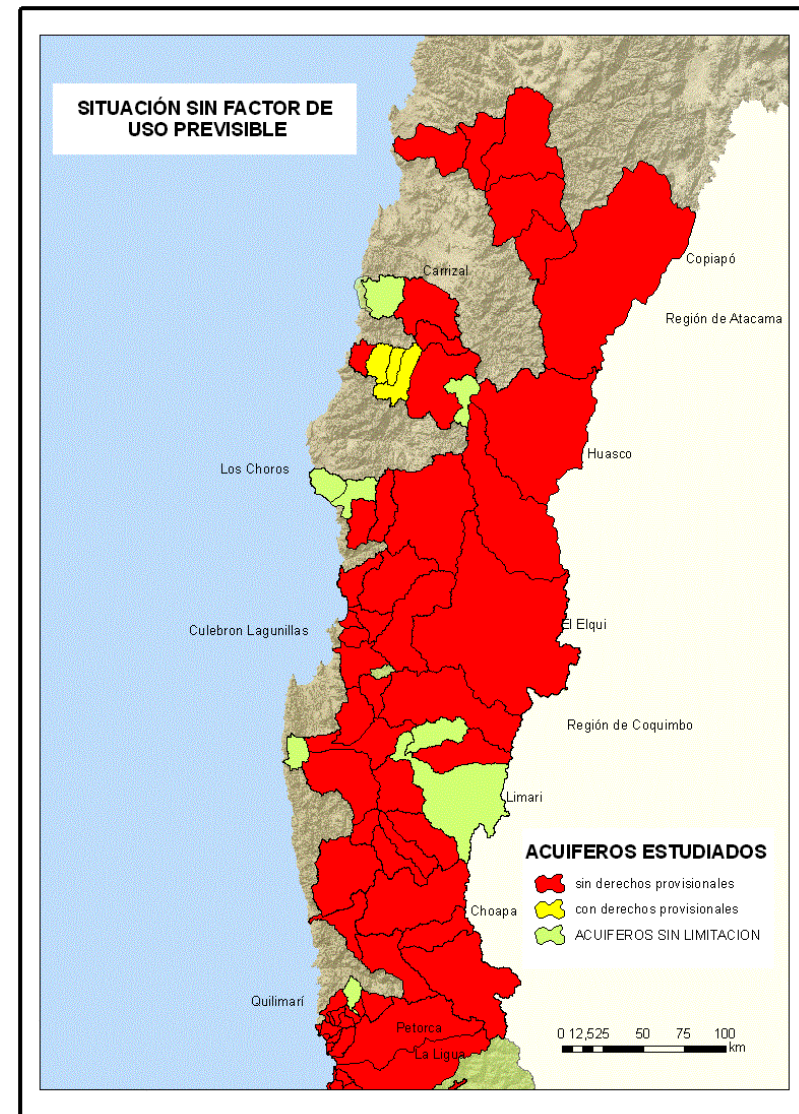 SITUACIÓN SIN FACTOR DE
USO PREVISIBLE
Carrizal
Copiapó
Región de Atacama
Huasco
Los Choros
El Elqui
Culebron Lagunillas
Región de Coquimbo
Limari
ACUIFEROS ESTUDIADOS
sin derechos provisionales
con derechos provisionales
ACUIFEROS SIN LIMITACION
Choapa
Quilimarí
Petorca
La Ligua
0 12,525 50 75 100
km